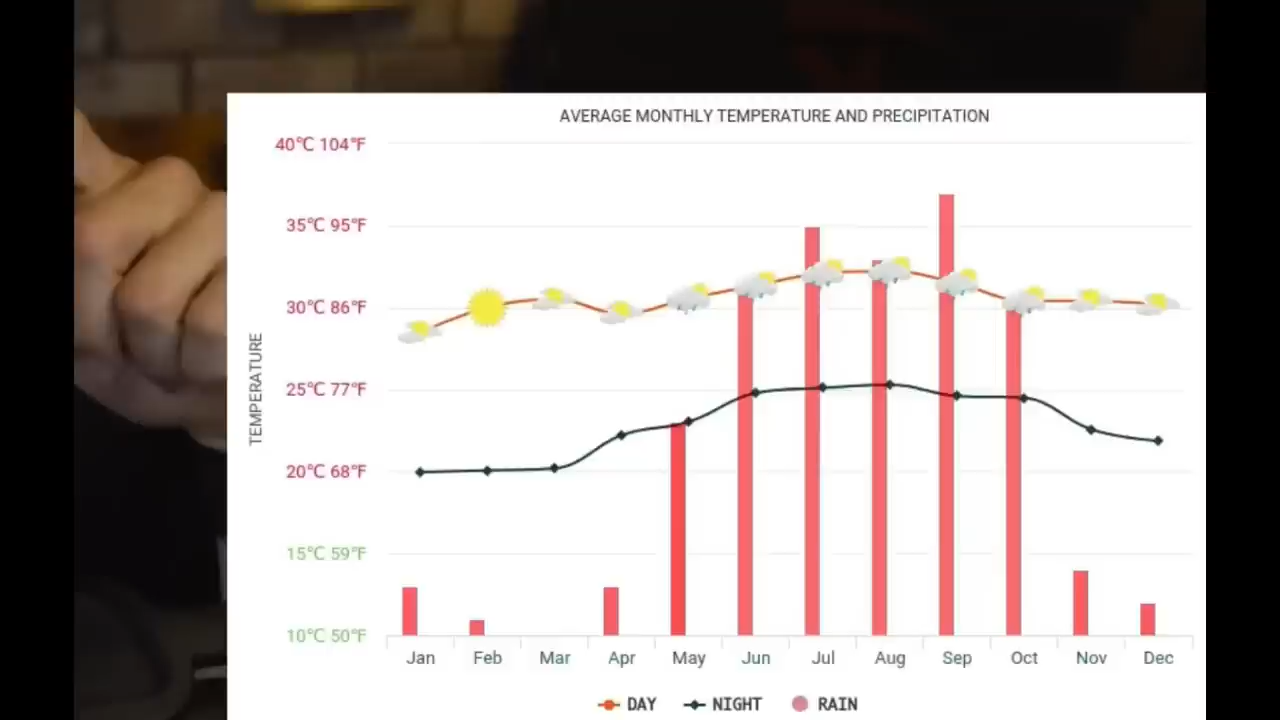 AVERAGE MONTHLY TEMPERATURE AND PRECIPITATION
40℃ 104℉
35℃ 95℉
30℃ 86℉
25℃ 77℉
20℃ 68℉
15℃ 59℉
10℃ 50℉
TEMPERATURE
Jan Feb Mar Apr May Jun Jul Aug Sep Oct Nov Dec
DAY NIGHT RAIN